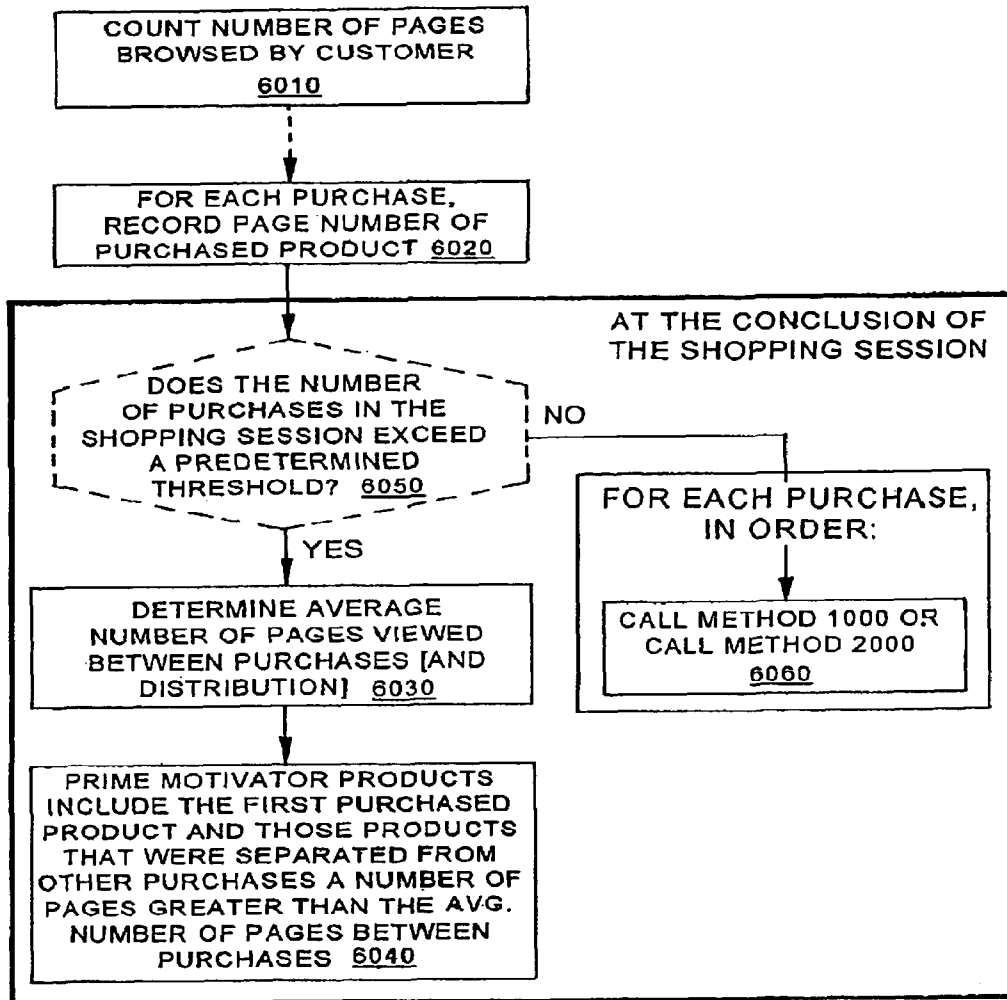 COUNT NUMBER OF PAGES
BROWSED BY CUSTOMER
6010
FOR EACH PURCHASE,
RECORD PAGE NUMBER OF
PURCHASED PRODUCT 6020
AT THE CONCLUSION OF
THE SHOPPING SESSION
DOES THE NUMBER
OF PURCHASES IN THE
SHOPPING SESSION EXCEED
A PREDETERMINED
THRESHOLD? 6050
NO
YES
FOR EACH PURCHASE,
IN ORDER:
CALL METHOD 1000 OR
CALL METHOD 2000
6060
DETERMINE AVERAGE
NUMBER OF PAGES VIEWED
BETWEEN PURCHASES [AND
DISTRIBUTION] 6030
PRIME MOTIVATOR PRODUCTS
INCLUDE THE FIRST PURCHASED
PRODUCT AND THOSE PRODUCTS
THAT WERE SEPARATED FROM
OTHER PURCHASES A NUMBER OF
PAGES GREATER THAN THE AVG.
NUMBER OF PAGES BETWEEN
PURCHASES 6040